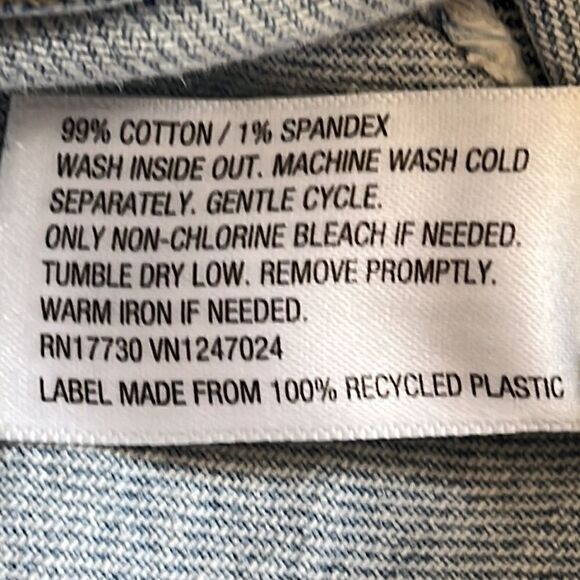 99% COTTON / 1% SPANDEX
WASH INSIDE OUT. MACHINE WASH COLD
SEPARATELY. GENTLE CYCLE.
ONLY NON-CHLORINE BLEACH IF NEEDED.
TUMBLE DRY LOW. REMOVE PROMPTLY.
WARM IRON IF NEEDED.
RN17730 VN1247024
LABEL MADE FROM 100% RECYCLED PLASTIC